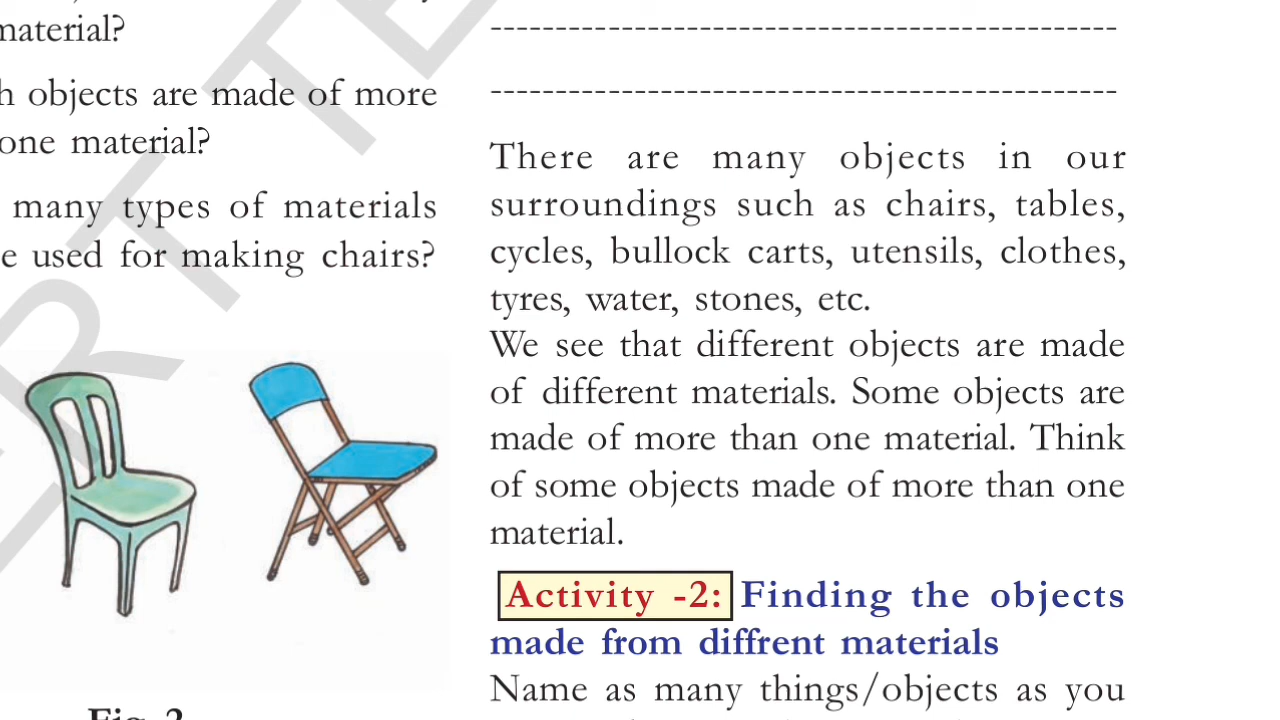 material?
objects are made of more
one material?
many types of materials
used for making chairs?
Fig-2
There are many objects in our
surroundings such as chairs, tables,
cycles, bullock carts, utensils, clothes,
tyres, water, stones, etc.
We see that different objects are made
of different materials. Some objects are
made of more than one material. Think
of some objects made of more than one
material.
Activity -2: Finding the objects
made from diffrent materials
Name as many things/objects as you